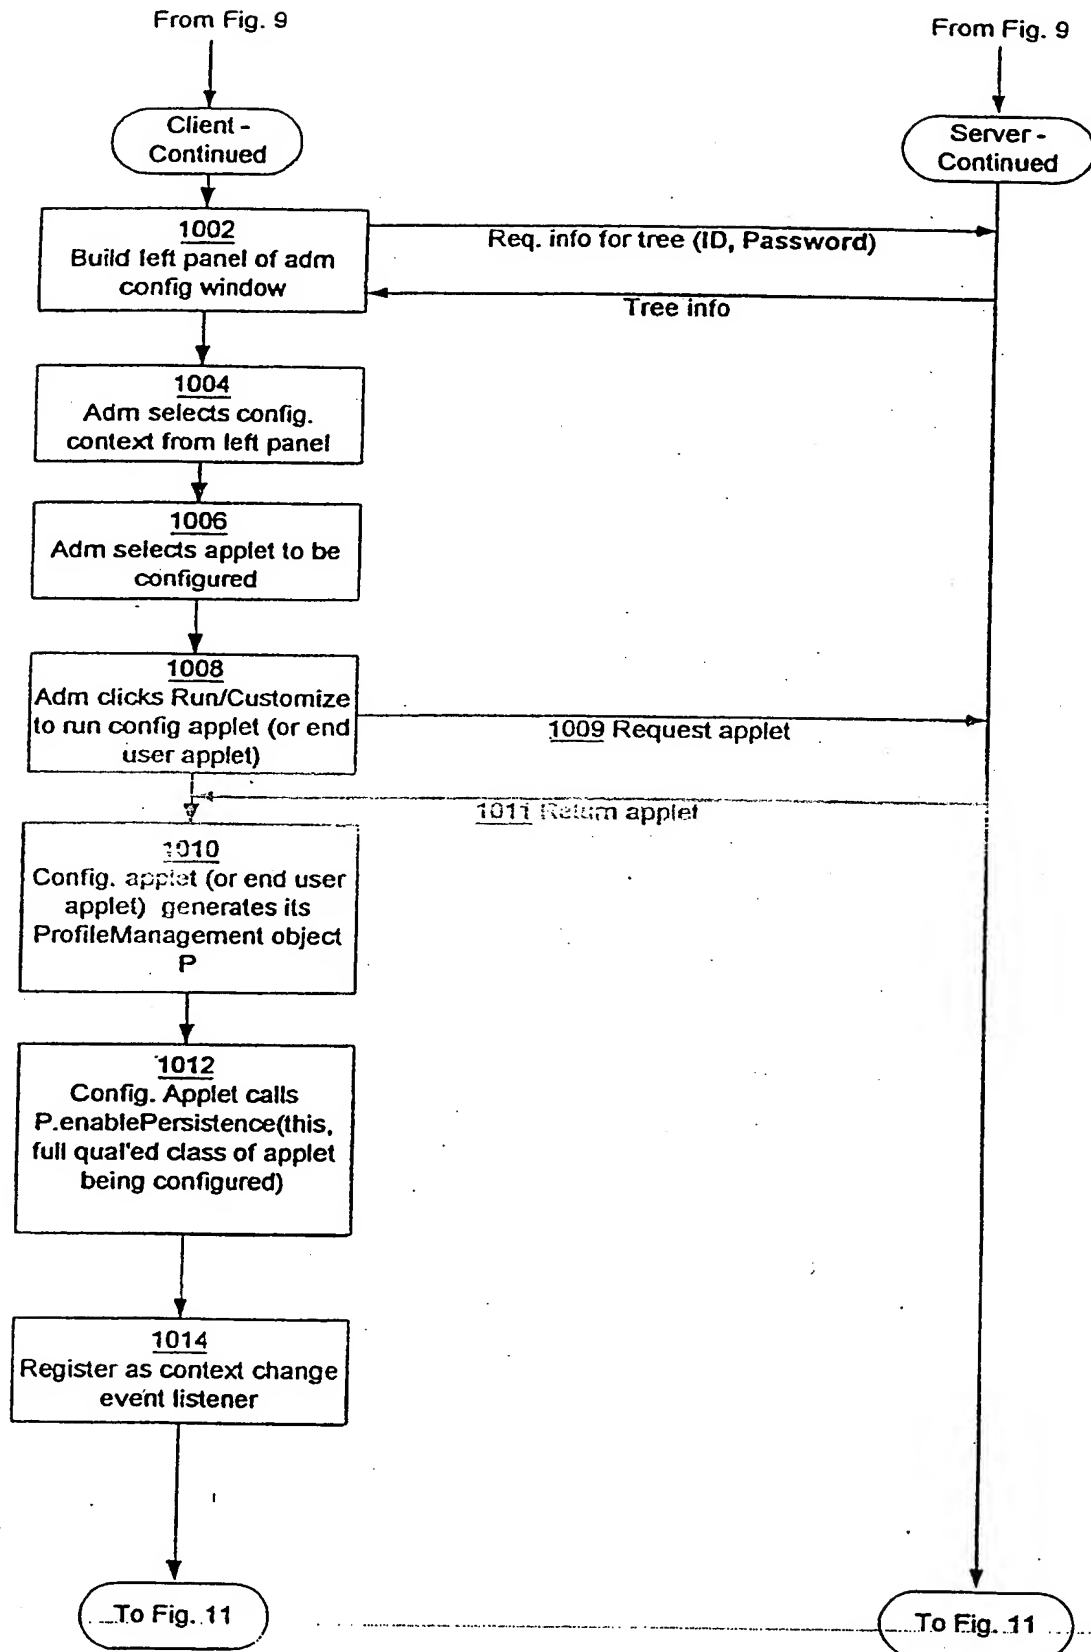 From Fig. 9
From Fig. 9
Client -
Continued
Server -
Continued
1002
Build left panel of adm
config window
Req. info for tree (ID, Password)
Tree info
1004
Adm selects config.
context from left panel
1006
Adm selects applet to be
configured
1008
Adm clicks Run/Customize
to run config applet (or end
user applet)
1009 Request applet
1011 Return applet
1010
Config. applet (or end user
applet) generates its
ProfileManagement object
P
1012
Config. Applet calls
P.enablePersistence(this,
full qual'ed class of applet
being configured)
1014
Register as context change
event listener
To Fig. 11
To Fig. 11